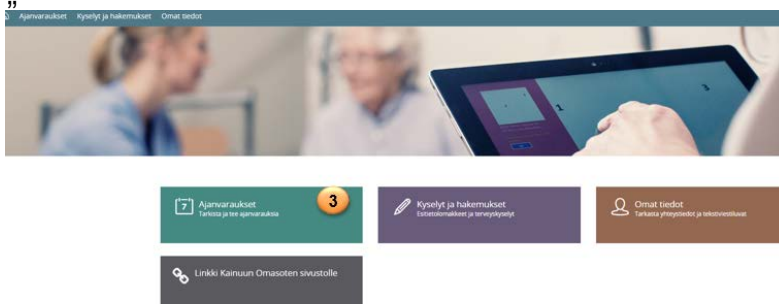 ”
Ajanvaraukset Kyselyt ja hakemukset Omat tiedot
7
Ajanvaraukset
Tarkista ja tee ajanvarauksia
3
Kyselyt ja hakemukset
Esitietolomakkeet ja terveyskyselyt
Omat tiedot
Tarkasta yhteystiedot ja tekstiviestiluvat
Linkki Kainuun Omasoten sivustolle